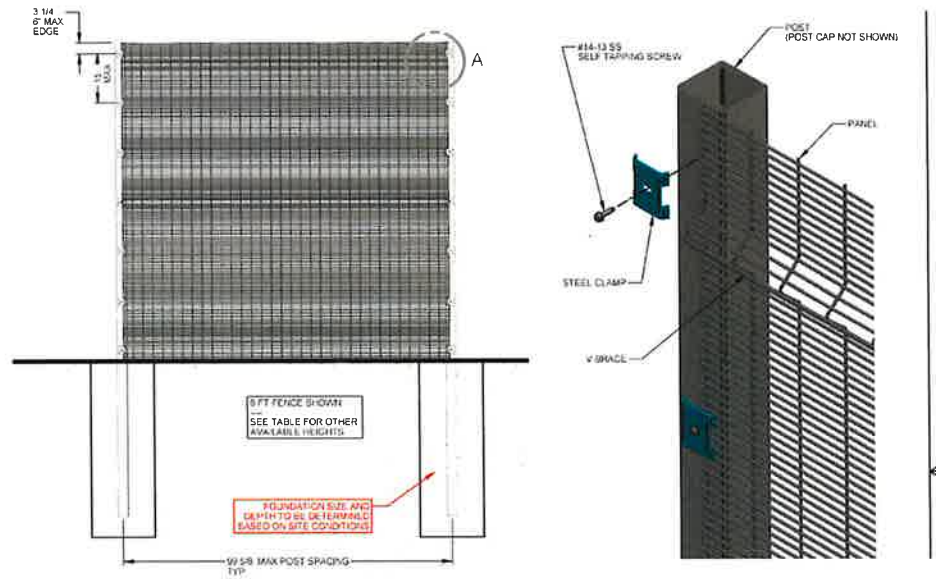 3 1/4
6" MAX
EDGE
15
MAX
A
#14-13 SS
SELF TAPPING SCREW
POST
(POST CAP NOT SHOWN)
PANEL
STEEL CLAMP
V-BRACE
FT FENCE SHOWN
SEE TABLE FOR OTHER
AVAILABLE HEIGHTS
FOUNDATION SIZE AND
DEPTH TO BE DETERMINED
BASED ON SITE CONDITIONS
99 5/8 MAX POST SPACING
TYP